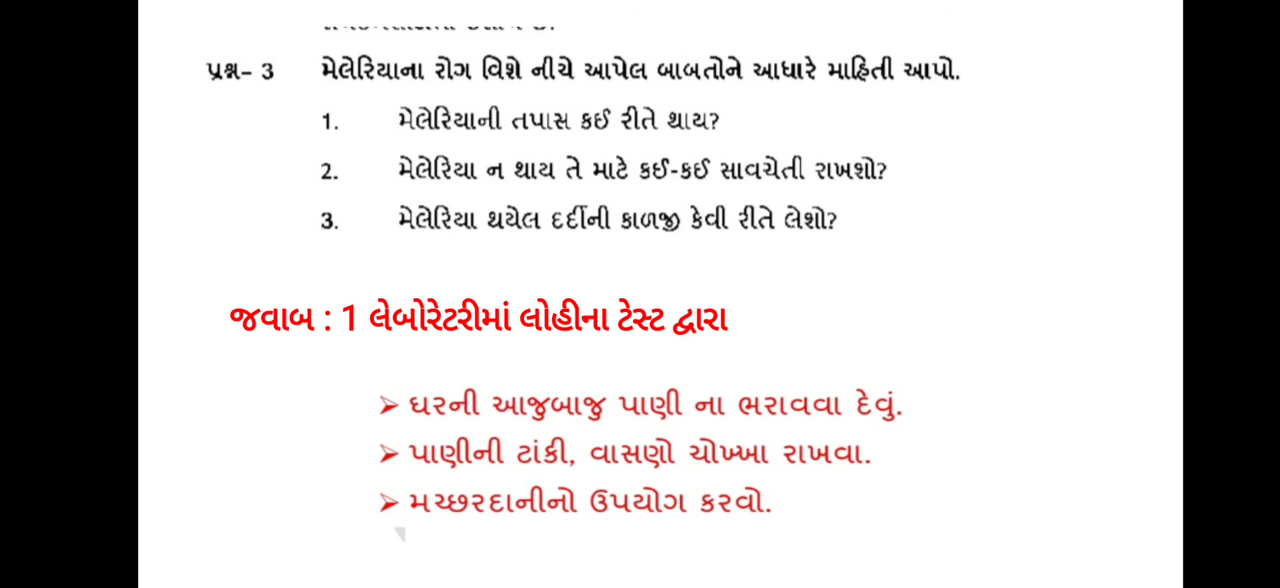 પ્રશ્ન- 3 મેલેરિયાના રોગ વિશે નીચે આપેલ બાબતોને આધારે માહિતી આપો.
1. મેલેરિયાની તપાસ કઈ રીતે થાય?
2. મેલેરિયા ન થાય તે માટે કઈ-કઈ સાવચેતી રાખશો?
3. મેલેરિયા થયેલ દર્દીની કાળજી કેવી રીતે લેશો?
જવાબ : 1 લેબોરેટરીમાં લોહીના ટેસ્ટ દ્વારા
➢ ઘરની આજુબાજુ પાણી ના ભરાવવા દેવું.
➢ પાણીની ટાંકી, વાસણો ચોખ્ખા રાખવા.
➢ મચ્છરદાનીનો ઉપયોગ કરવો.